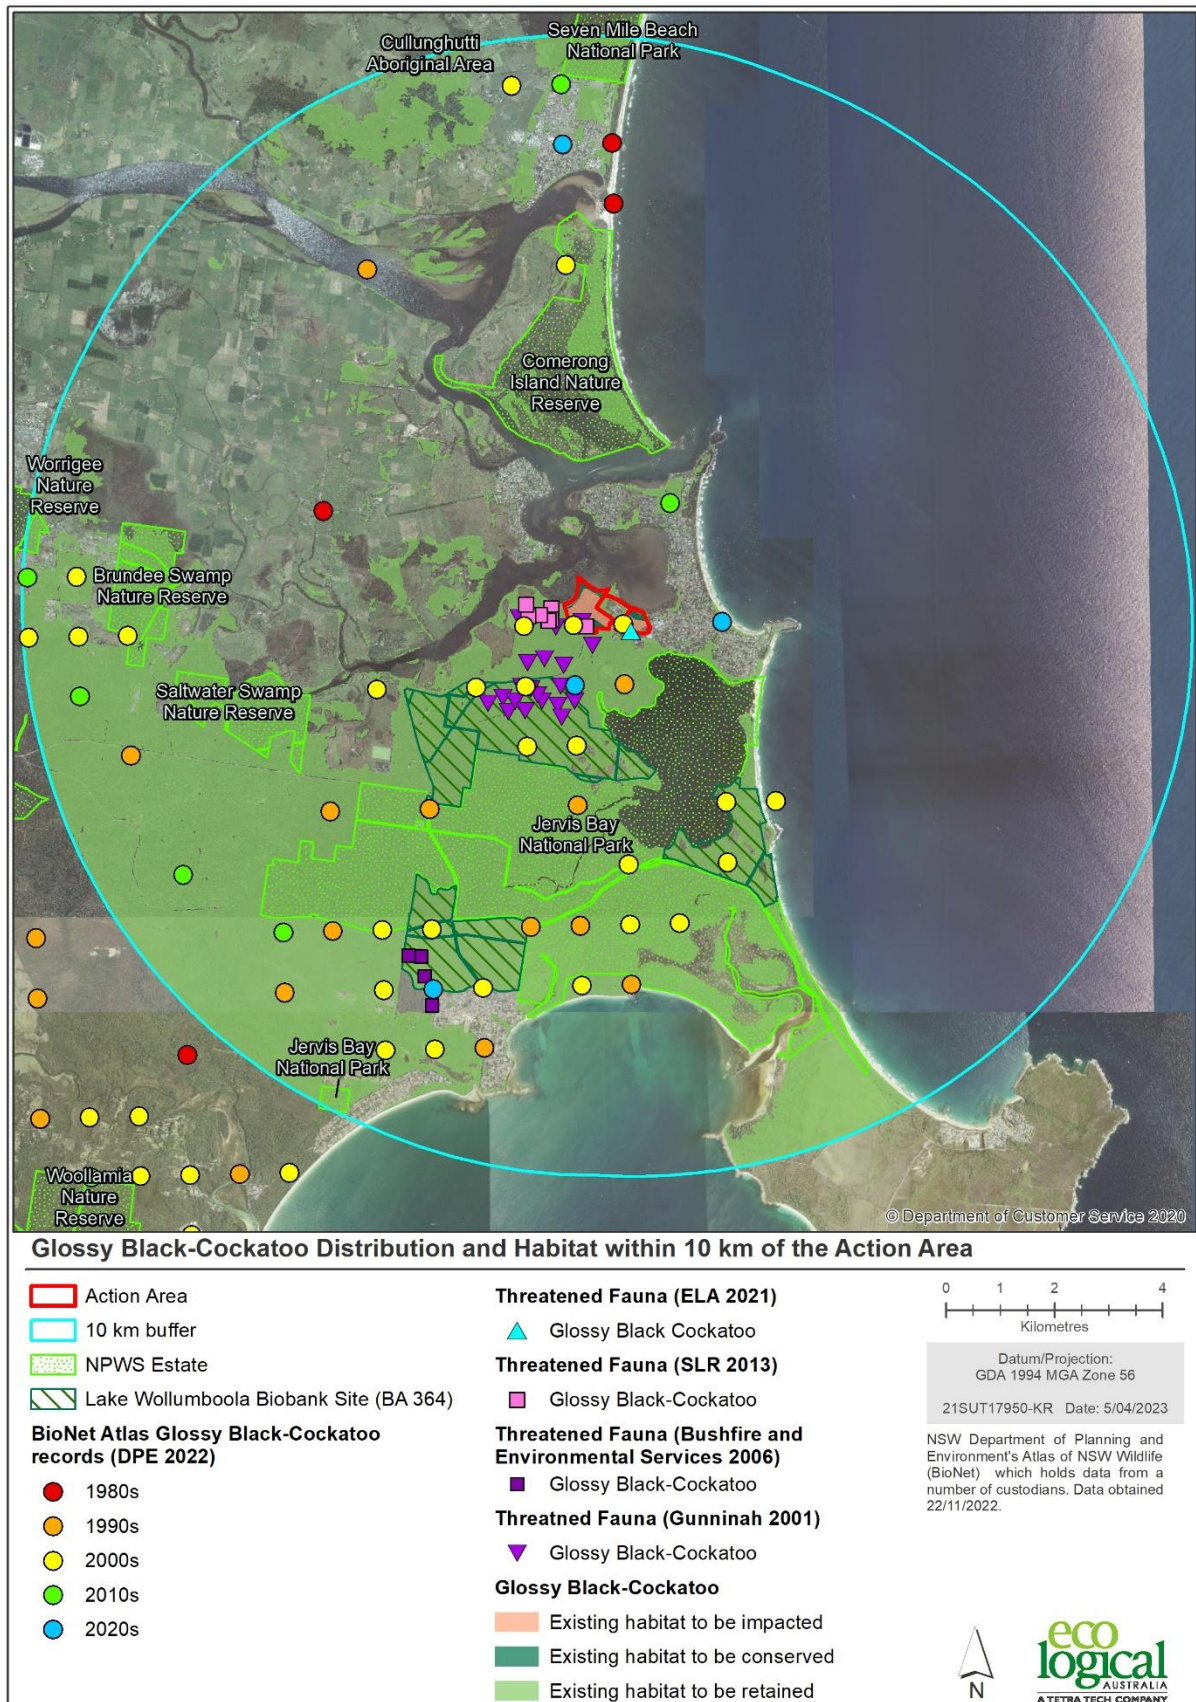 Cullunghutti
Aboriginal Area
Seven Mile Beach
National Park
Comerong
Island Nature
Reserve
Worrigee
Nature
Reserve
Brundee Swamp
Nature Reserve
Saltwater Swamp
Nature Reserve
Jervis Bay
National Park
Jervis Bay
National Park
Woollamia
Nature
Reserve
© Department of Customer Service 2020
Glossy Black-Cockatoo Distribution and Habitat within 10 km of the Action Area
Action Area
10 km buffer
NPWS Estate
Lake Wollumboola Biobank Site (BA 364)
BioNet Atlas Glossy Black-Cockatoo
records (DPE 2022)
1980s
1990s
2000s
2010s
2020s
Threatened Fauna (ELA 2021)
Glossy Black Cockatoo
Threatened Fauna (SLR 2013)
Glossy Black-Cockatoo
Threatened Fauna (Bushfire and
Environmental Services 2006)
Glossy Black-Cockatoo
Threatned Fauna (Gunninah 2001)
Glossy Black-Cockatoo
Glossy Black-Cockatoo
Existing habitat to be impacted
Existing habitat to be conserved
Existing habitat to be retained
0 1 2 4
Kilometres
Datum/Projection:
GDA 1994 MGA Zone 56
21SUT17950-KR Date: 5/04/2023
NSW Department of Planning and
Environment's Atlas of NSW Wildlife
(BioNet) which holds data from a
number of custodians. Data obtained
22/11/2022.
N
eco
logical
AUSTRALIA
A TETRA TECH COMPANY